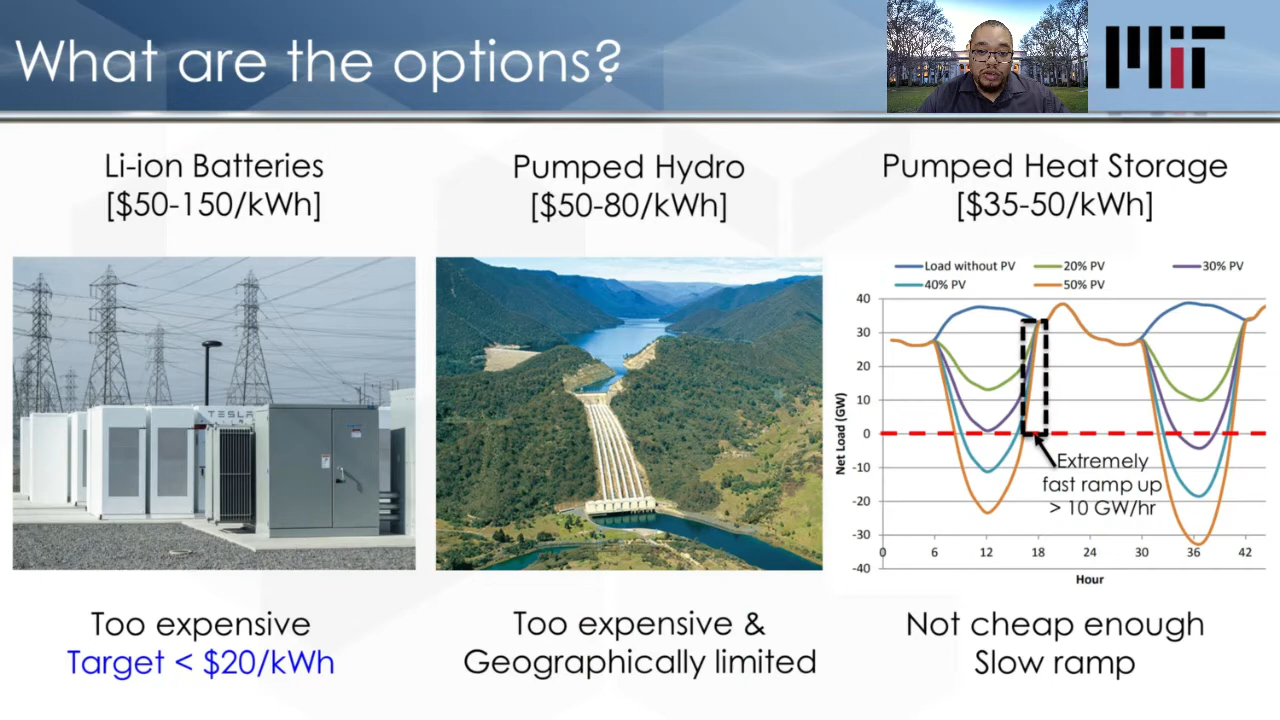 What are the options?
MIT
Li-ion Batteries
[$50-150/kWh]
Pumped Hydro
[$50-80/kWh]
Pumped Heat Storage
[$35-50/kWh]
TESLA
Load without PV
20% PV
30% PV
40% PV
50% PV
Net Load (GW)
40
30
20
10
0
-10
-20
-30
-40
0 6 12 18 24 30 36 42
Hour
Extremely
fast ramp up
> 10 GW/hr
Too expensive
Target < $20/kWh
Too expensive &
Geographically limited
Not cheap enough
Slow ramp